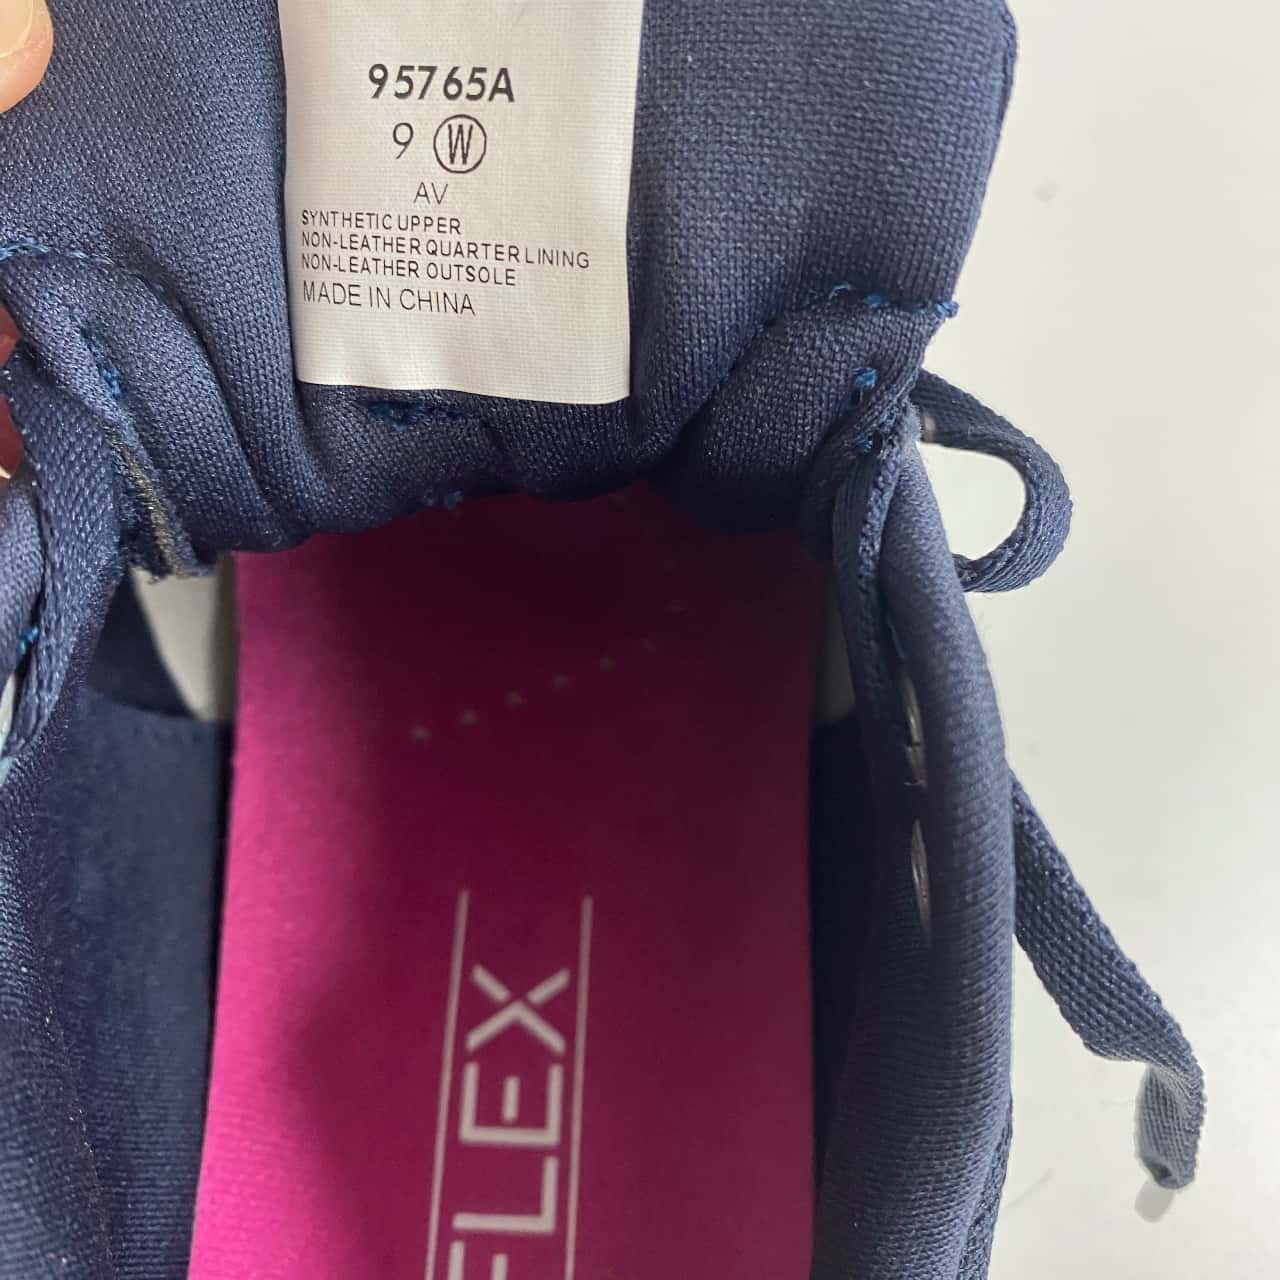 95765A
9 W
AV
SYNTHETIC UPPER
NON-LEATHER QUARTER LINING
NON-LEATHER OUTSOLE
MADE IN CHINA
FLEX